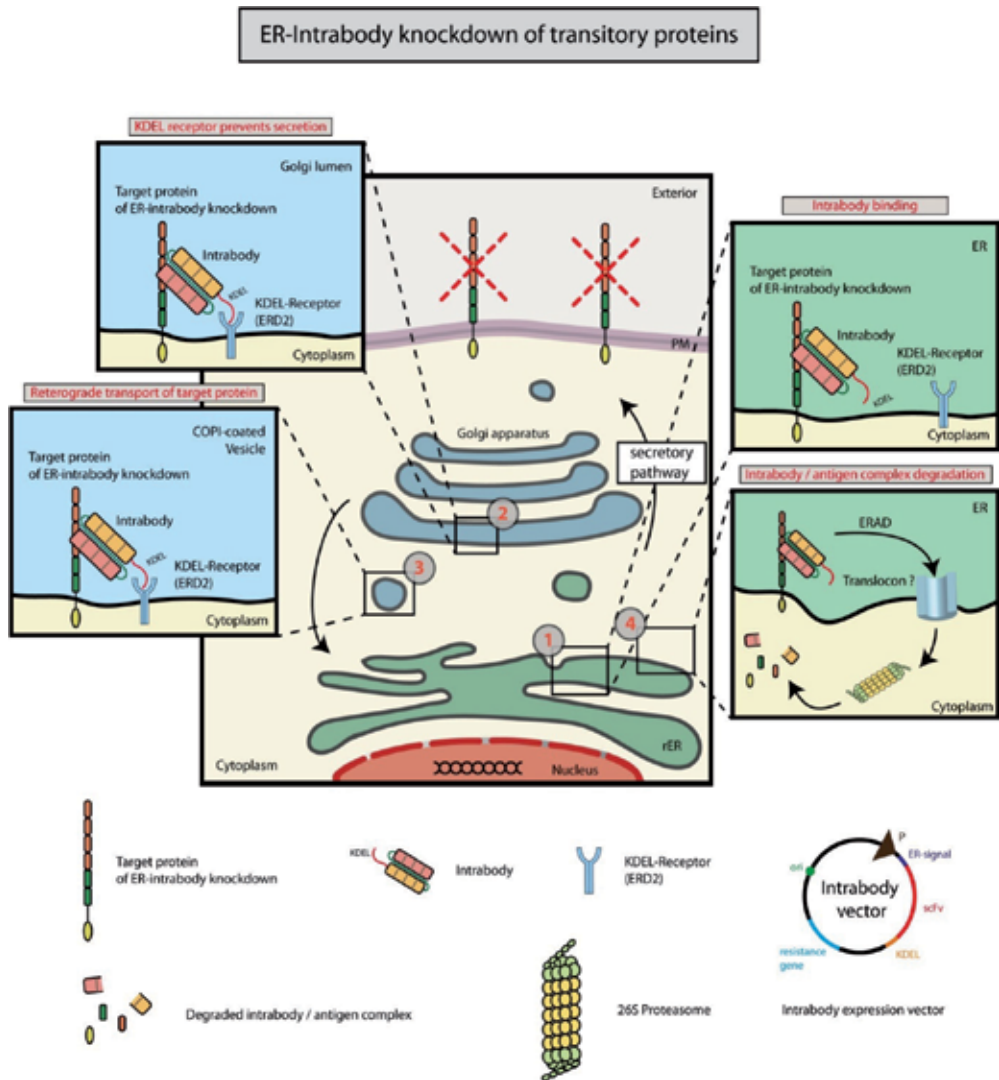 ER-Intrabody knockdown of transitory proteins
KDEL receptor prevents secretion
Golgi lumen
Target protein
of ER-intrabody knockdown
Intrabody
KDEL
KDEL-Receptor
(ERD2)
Cytoplasm
Reterograde transport of target protein
COPI-coated
Vesicle
Target protein
of ER-intrabody knockdown
Intrabody
KDEL
KDEL-Receptor
(ERD2)
Cytoplasm
Exterior
PM
Golgi apparatus
secretory
pathway
2
3
1
4
rER
Cytoplasm
Nucleus
Intrabody binding
ER
Target protein
of ER-intrabody knockdown
Intrabody
KDEL-Receptor
(ERD2)
KDEL
Cytoplasm
Intrabody / antigen complex degradation
ER
ERAD
Translocon ?
Cytoplasm
Target protein
of ER-intrabody knockdown
KDEL
Intrabody
KDEL-Receptor
(ERD2)
P
ER-signal
ori
Intrabody
vector
scFv
resistance
gene
KDEL
Degraded intrabody / antigen complex
26S Proteasome
Intrabody expression vector